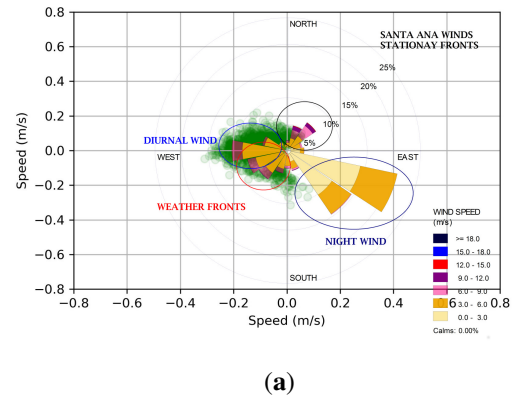 0.8
0.6
0.4
0.2
0.0
−0.2
−0.4
−0.6
−0.8
Speed (m/s)
NORTH
SANTA ANA WINDS
STATIONAY FRONTS
25%
20%
15%
10%
5%
DIURNAL WIND
WEST
EAST
WEATHER FRONTS
NIGHT WIND
SOUTH
WIND SPEED
(m/s)
>= 18.0
15.0 - 18.0
12.0 - 15.0
9.0 - 12.0
6.0 - 9.0
3.0 - 6.0
0.0 - 3.0
Calms: 0.00%
−0.8 −0.6 −0.4 −0.2 0.0 0.2 0.4 0.6 0.8
Speed (m/s)
(a)